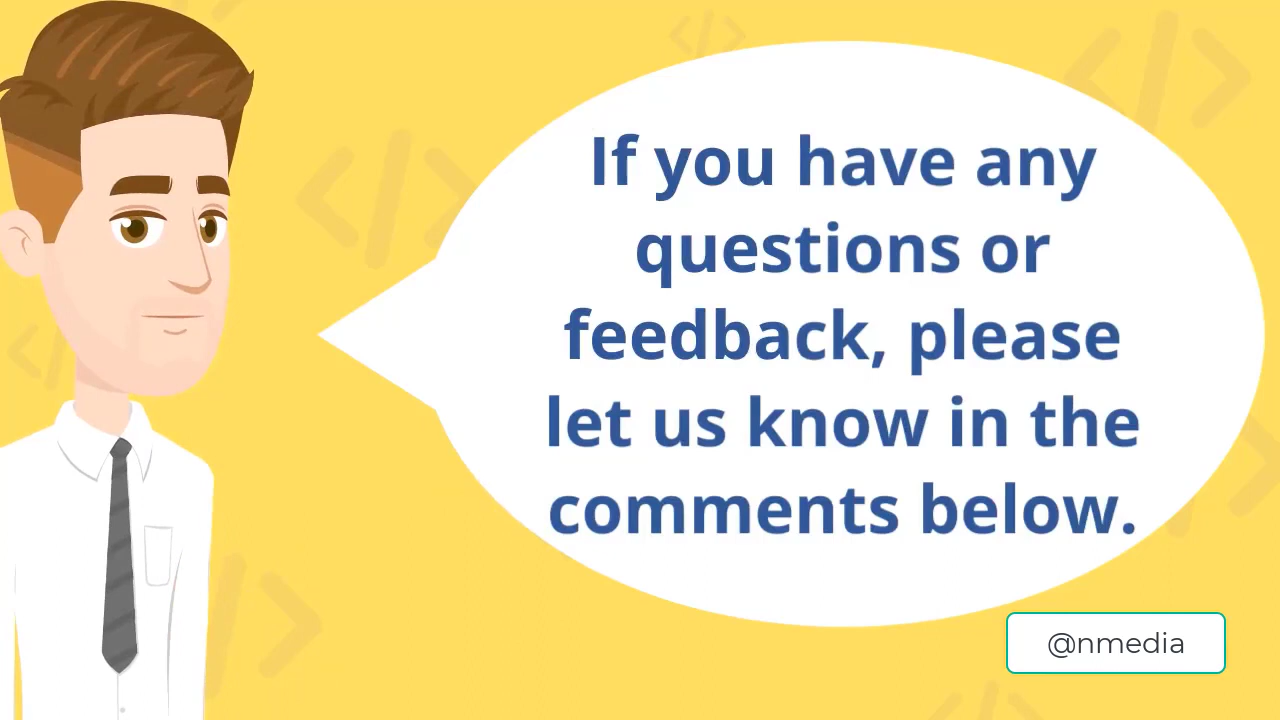 If you have any
questions or
feedback, please
let us know in the
comments below.
@nmedia